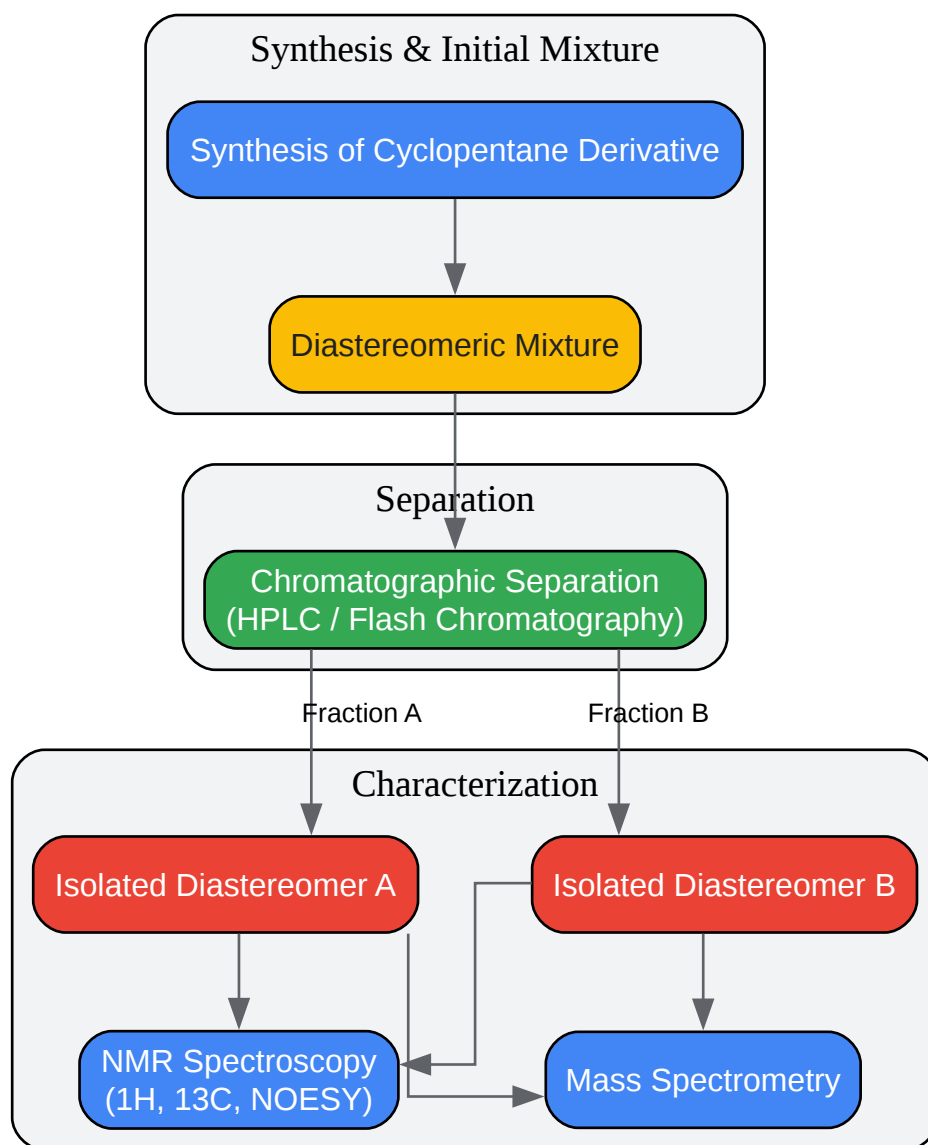 Synthesis & Initial Mixture
Synthesis of Cyclopentane Derivative
Diastereomeric Mixture
Separation
Chromatographic Separation
(HPLC / Flash Chromatography)
Fraction A
Fraction B
Characterization
Isolated Diastereomer A
Isolated Diastereomer B
NMR Spectroscopy
(1H, 13C, NOESY)
Mass Spectrometry